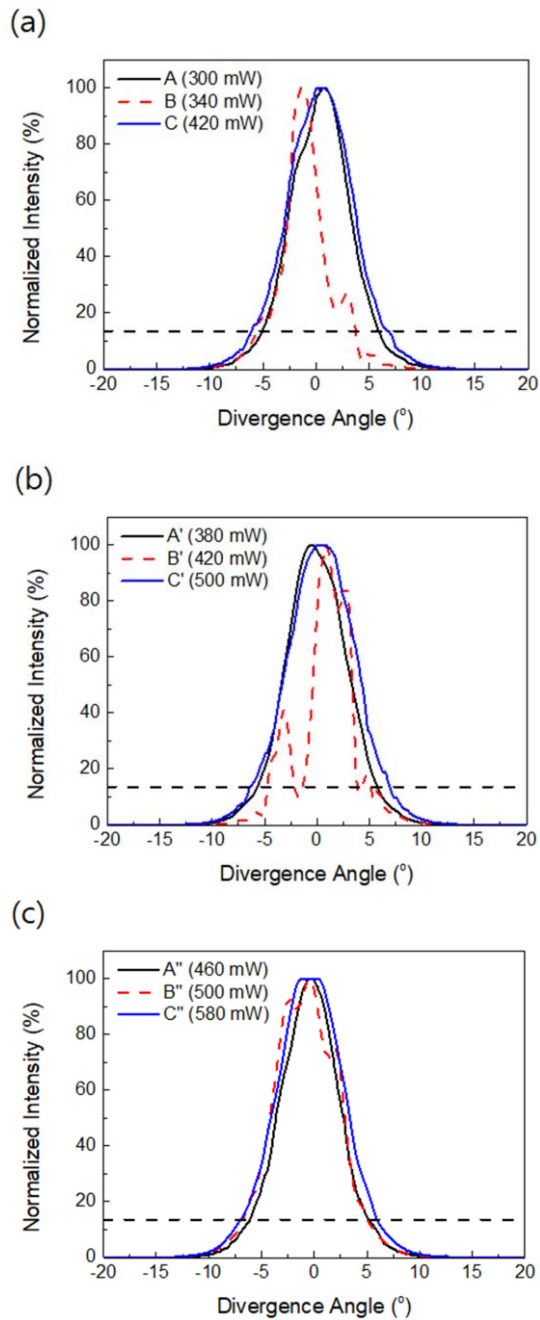 (a)
A (300 mW)
B (340 mW)
C (420 mW)
Normalized Intensity (%)
100
80
60
40
20
0
-20 -15 -10 -5 0 5 10 15 20
Divergence Angle (°)
(b)
A' (380 mW)
B' (420 mW)
C' (500 mW)
Normalized Intensity (%)
100
80
60
40
20
0
-20 -15 -10 -5 0 5 10 15 20
Divergence Angle (°)
(c)
A" (460 mW)
B" (500 mW)
C" (580 mW)
Normalized Intensity (%)
100
80
60
40
20
0
-20 -15 -10 -5 0 5 10 15 20
Divergence Angle (°)